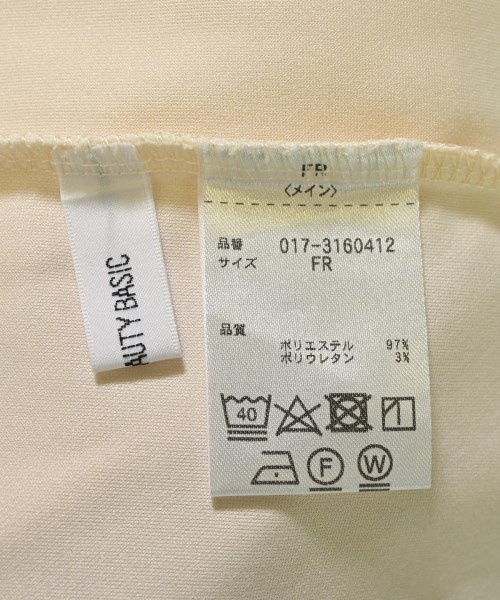 AUTY BASIC
FR
〈メイン〉
品番 017-3160412
サイズ FR
品質
ポリエステル 97%
ポリウレタン 3%
40
F W